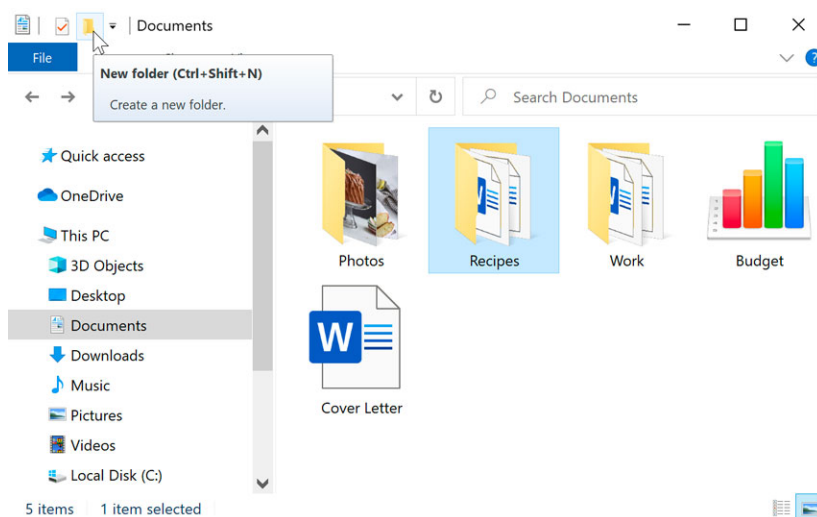 Documents
File
New folder (Ctrl+Shift+N)
Create a new folder.
Search Documents
Quick access
OneDrive
This PC
3D Objects
Desktop
Documents
Downloads
Music
Pictures
Videos
Local Disk (C:)
Photos
Recipes
Work
Budget
Cover Letter
5 items
1 item selected